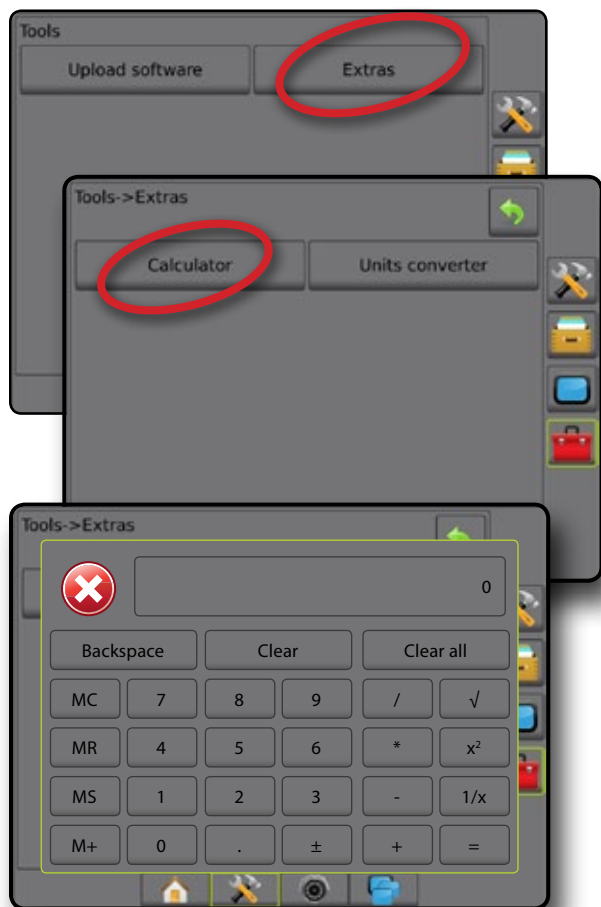 Tools
Upload software Extras
Tools->Extras
Calculator Units converter
Tools->Extras
0
Backspace Clear Clear all
MC 7 8 9 / √
MR 4 5 6 * x²
MS 1 2 3 - 1/x
M+ 0 . ± + =